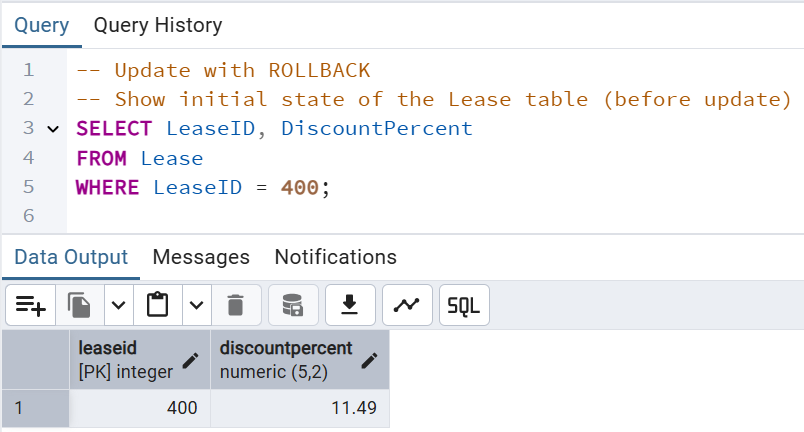 Query Query History
1 -- Update with ROLLBACK
2 -- Show initial state of the Lease table (before update)
3 SELECT LeaseID, DiscountPercent
4 FROM Lease
5 WHERE LeaseID = 400;
6
Data Output Messages Notifications
SQL
leaseid discountpercent
[PK] integer numeric (5,2)
1 400 11.49